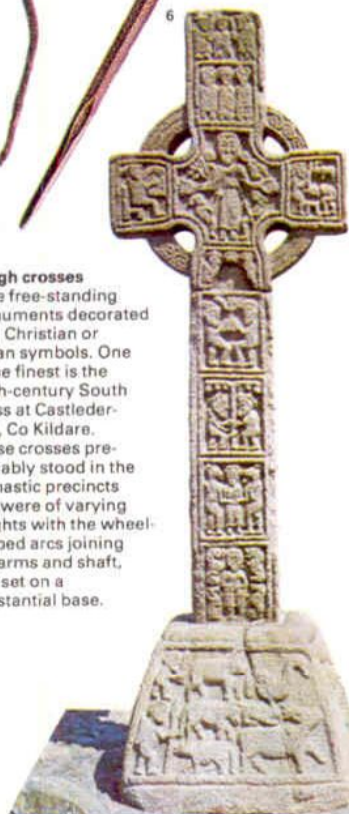 6
gh crosses
e free-standing
uments decorated
Christian or
an symbols. One
e finest is the
h-century South
ss at Castleder-
, Co Kildare.
se crosses pre-
ably stood in the
astic precincts
were of varying
ghts with the wheel-
ped arcs joining
arms and shaft,
set on a
stantial base.